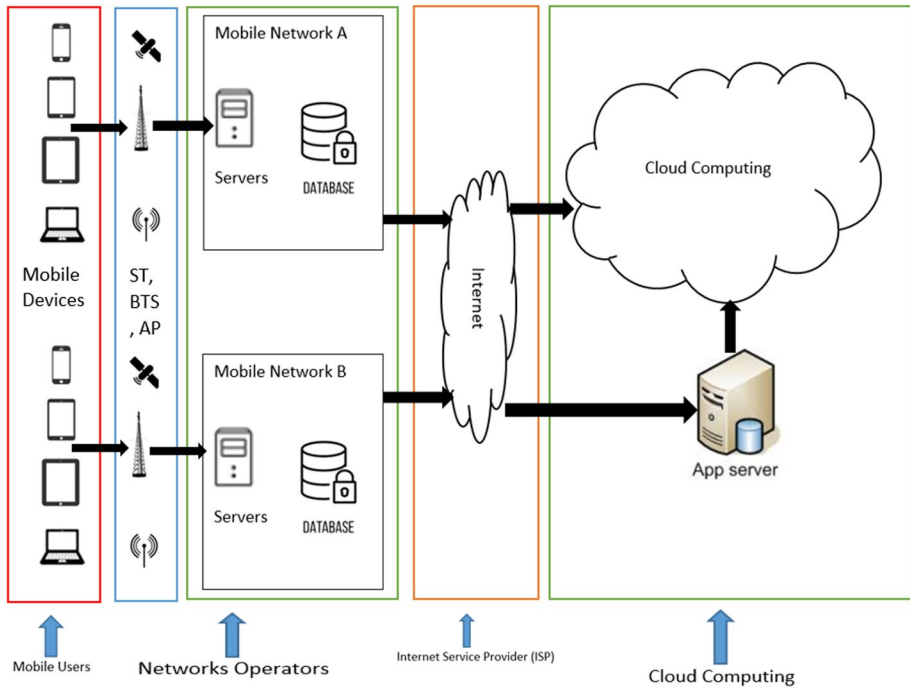 Mobile Network A
Servers
DATABASE
Mobile
Devices
ST,
BTS
, AP
Mobile Network B
Servers
DATABASE
Internet
Cloud Computing
App server
Mobile Users
Networks Operators
Internet Service Provider (ISP)
Cloud Computing